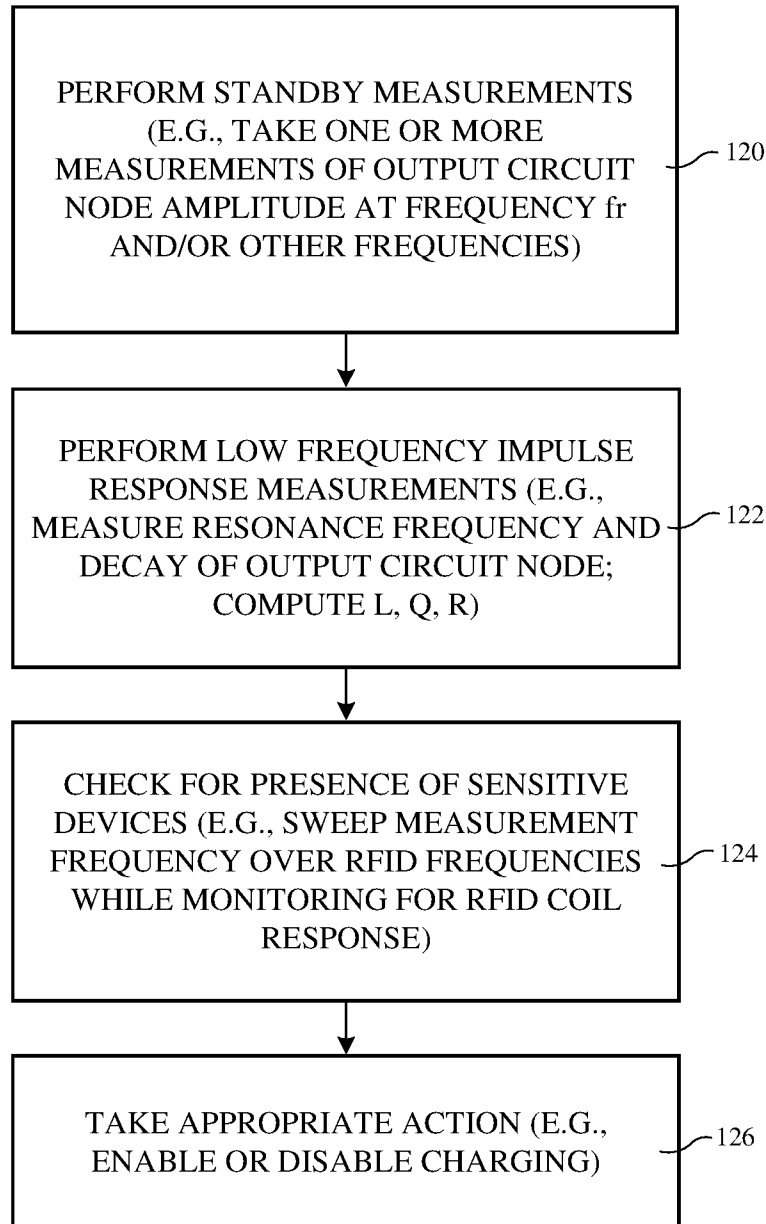 PERFORM STANDBY MEASUREMENTS
(E.G., TAKE ONE OR MORE
MEASUREMENTS OF OUTPUT CIRCUIT
NODE AMPLITUDE AT FREQUENCY fr
AND/OR OTHER FREQUENCIES)
120
PERFORM LOW FREQUENCY IMPULSE
RESPONSE MEASUREMENTS (E.G.,
MEASURE RESONANCE FREQUENCY AND
DECAY OF OUTPUT CIRCUIT NODE;
COMPUTE L, Q, R)
122
CHECK FOR PRESENCE OF SENSITIVE
DEVICES (E.G., SWEEP MEASUREMENT
FREQUENCY OVER RFID FREQUENCIES
WHILE MONITORING FOR RFID COIL
RESPONSE)
124
TAKE APPROPRIATE ACTION (E.G.,
ENABLE OR DISABLE CHARGING)
126